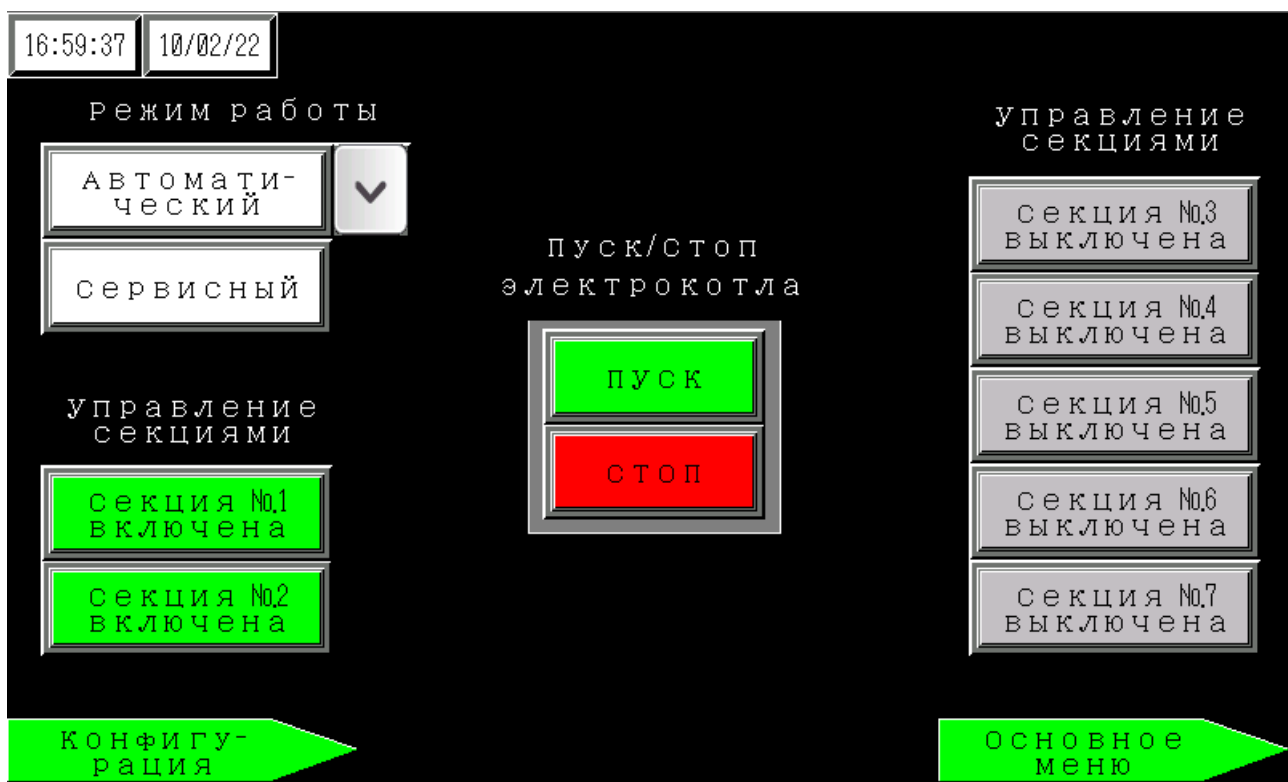 16:59:37 10/02/22
Режим работы
Автомати-
ческий
Сервисный
Управление
секциями
Секция №1
включена
Секция №2
включена
Пуск/Стоп
электрокотла
ПУСК
СТОП
Управление
секциями
Секция №3
выключена
Секция №4
выключена
Секция №5
выключена
Секция №6
выключена
Секция №7
выключена
Конфигу-
рация
Основное
меню